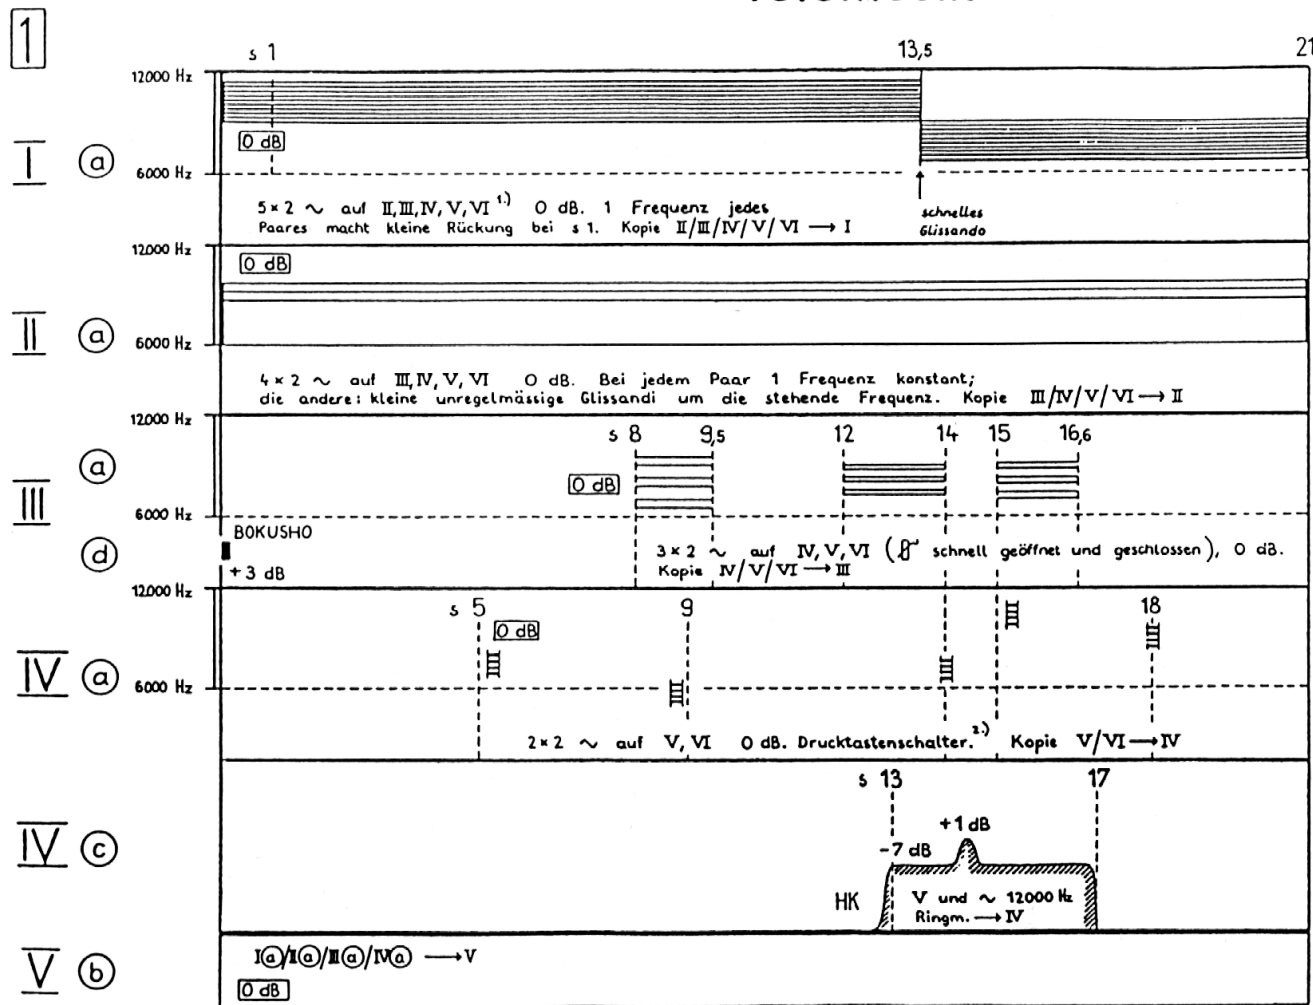 1
s 1
13,5
21
12000 Hz
0 dB
I a
6000 Hz
5 × 2 ∼ auf II, III, IV, V, VI 1.) 0 dB. 1 Frequenz jedes
Paares macht kleine Rückung bei s 1. Kopie II/III/IV/V/VI → I
schnelles
Glissando
12000 Hz
0 dB
II a
6000 Hz
4 × 2 ∼ auf III, IV, V, VI 0 dB. Bei jedem Paar 1 Frequenz konstant;
die andere: kleine unregelmässige Glissandi um die stehende Frequenz. Kopie III/IV/V/VI → II
12000 Hz
s 8 9,5 12 14 15 16,6
a
0 dB
III
6000 Hz
BOKUSHO
d
+3 dB
3 × 2 ∼ auf IV, V, VI ( schnell geöffnet und geschlossen), 0 dB.
Kopie IV/V/VI → III
12000 Hz
s 5 9 18
0 dB
IV a
6000 Hz
2 × 2 ∼ auf V, VI 0 dB. Drucktastenschalter. 2.) Kopie V/VI → IV
s 13 17
+1 dB
-7 dB
IV c
HK
V und ∼ 12000 Hz
Ringm. → IV
V b
Ia/IIa/IIIa/IVa → V
0 dB